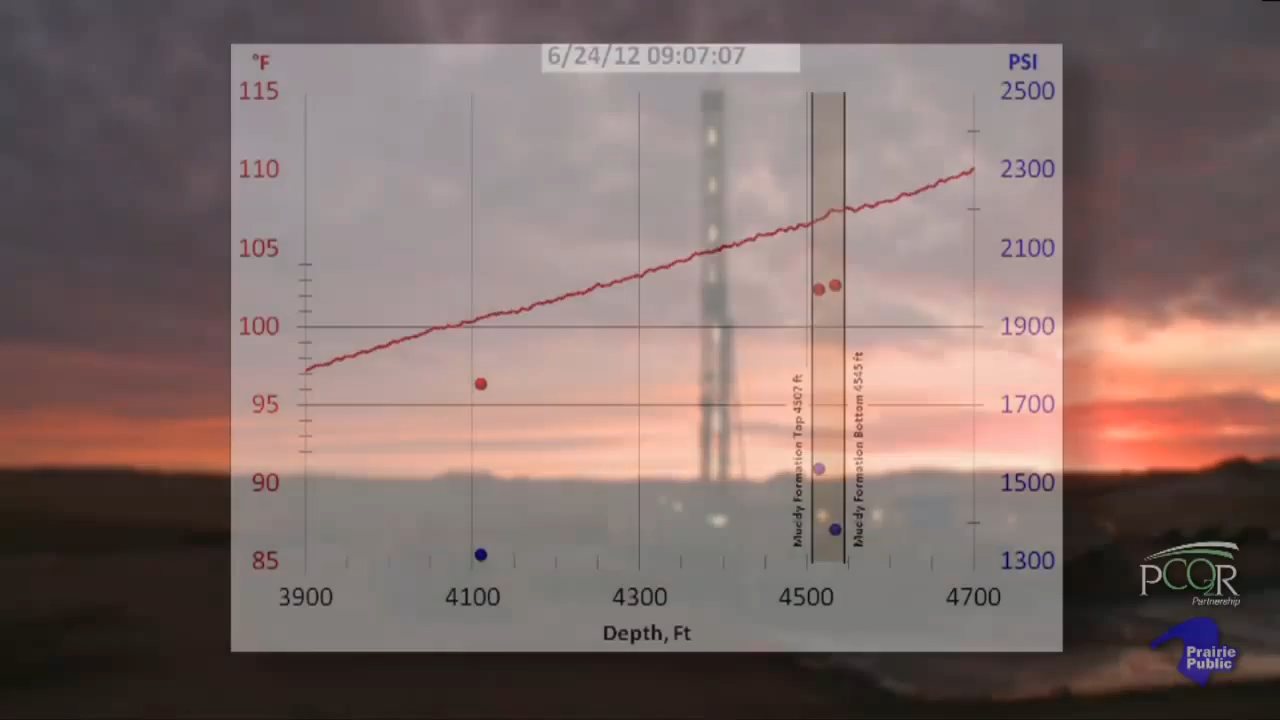 6/24/12 09:07:07
°F
PSI
115
2500
110
2300
105
2100
100
1900
95
1700
90
1500
85
1300
Muddy Formation Top 4507 ft
Muddy Formation Bottom 4545 ft
3900 4100 4300 4500 4700
Depth, Ft
PCO2R
Partnership
Prairie
Public